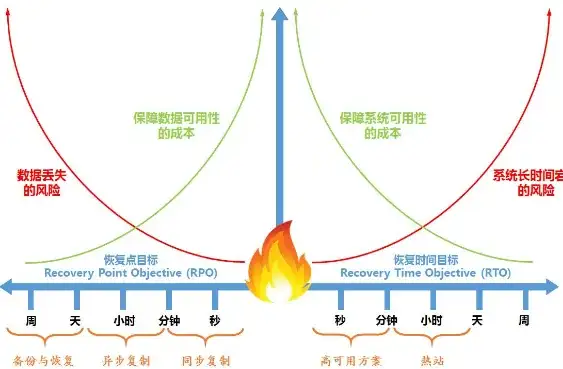 保障数据可用性
的成本
保障系统可用性
的成本
数据丢失
的风险
系统长时间宕
的风险
恢复点目标
Recovery Point Objective (RPO)
恢复时间目标
Recovery Time Objective (RTO)
周 天 小时 分钟 秒 秒 分钟 小时 天 周
备份与恢复 异步复制 同步复制 高可用方案 热站